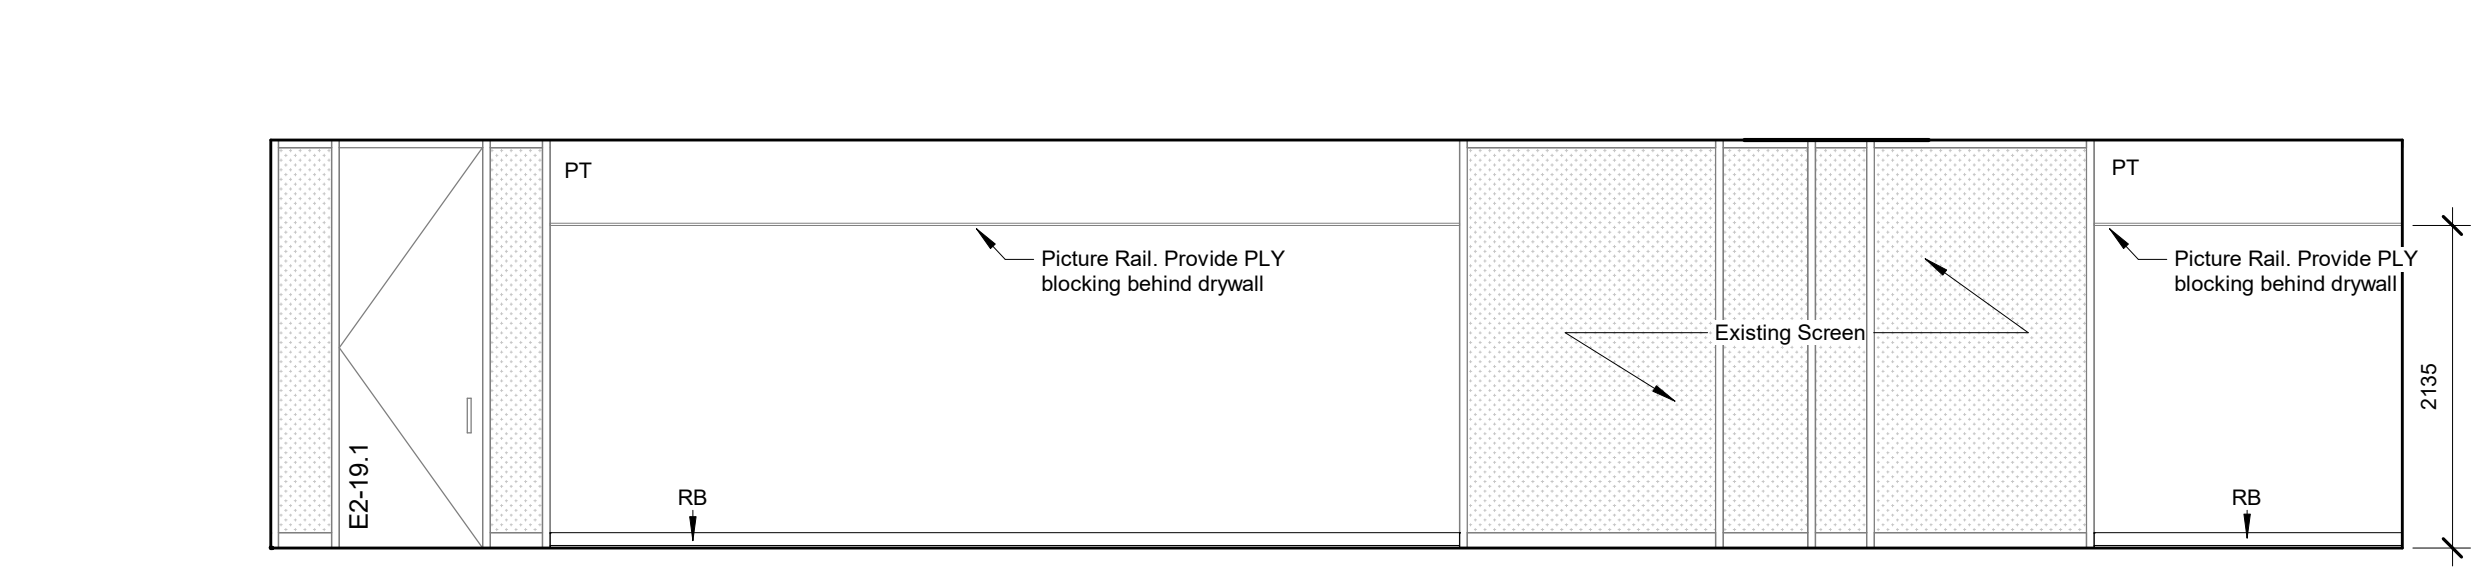 PT
PT
Picture Rail. Provide PLY
blocking behind drywall
Picture Rail. Provide PLY
blocking behind drywall
Existing Screen
2135
E2-19.1
RB
RB